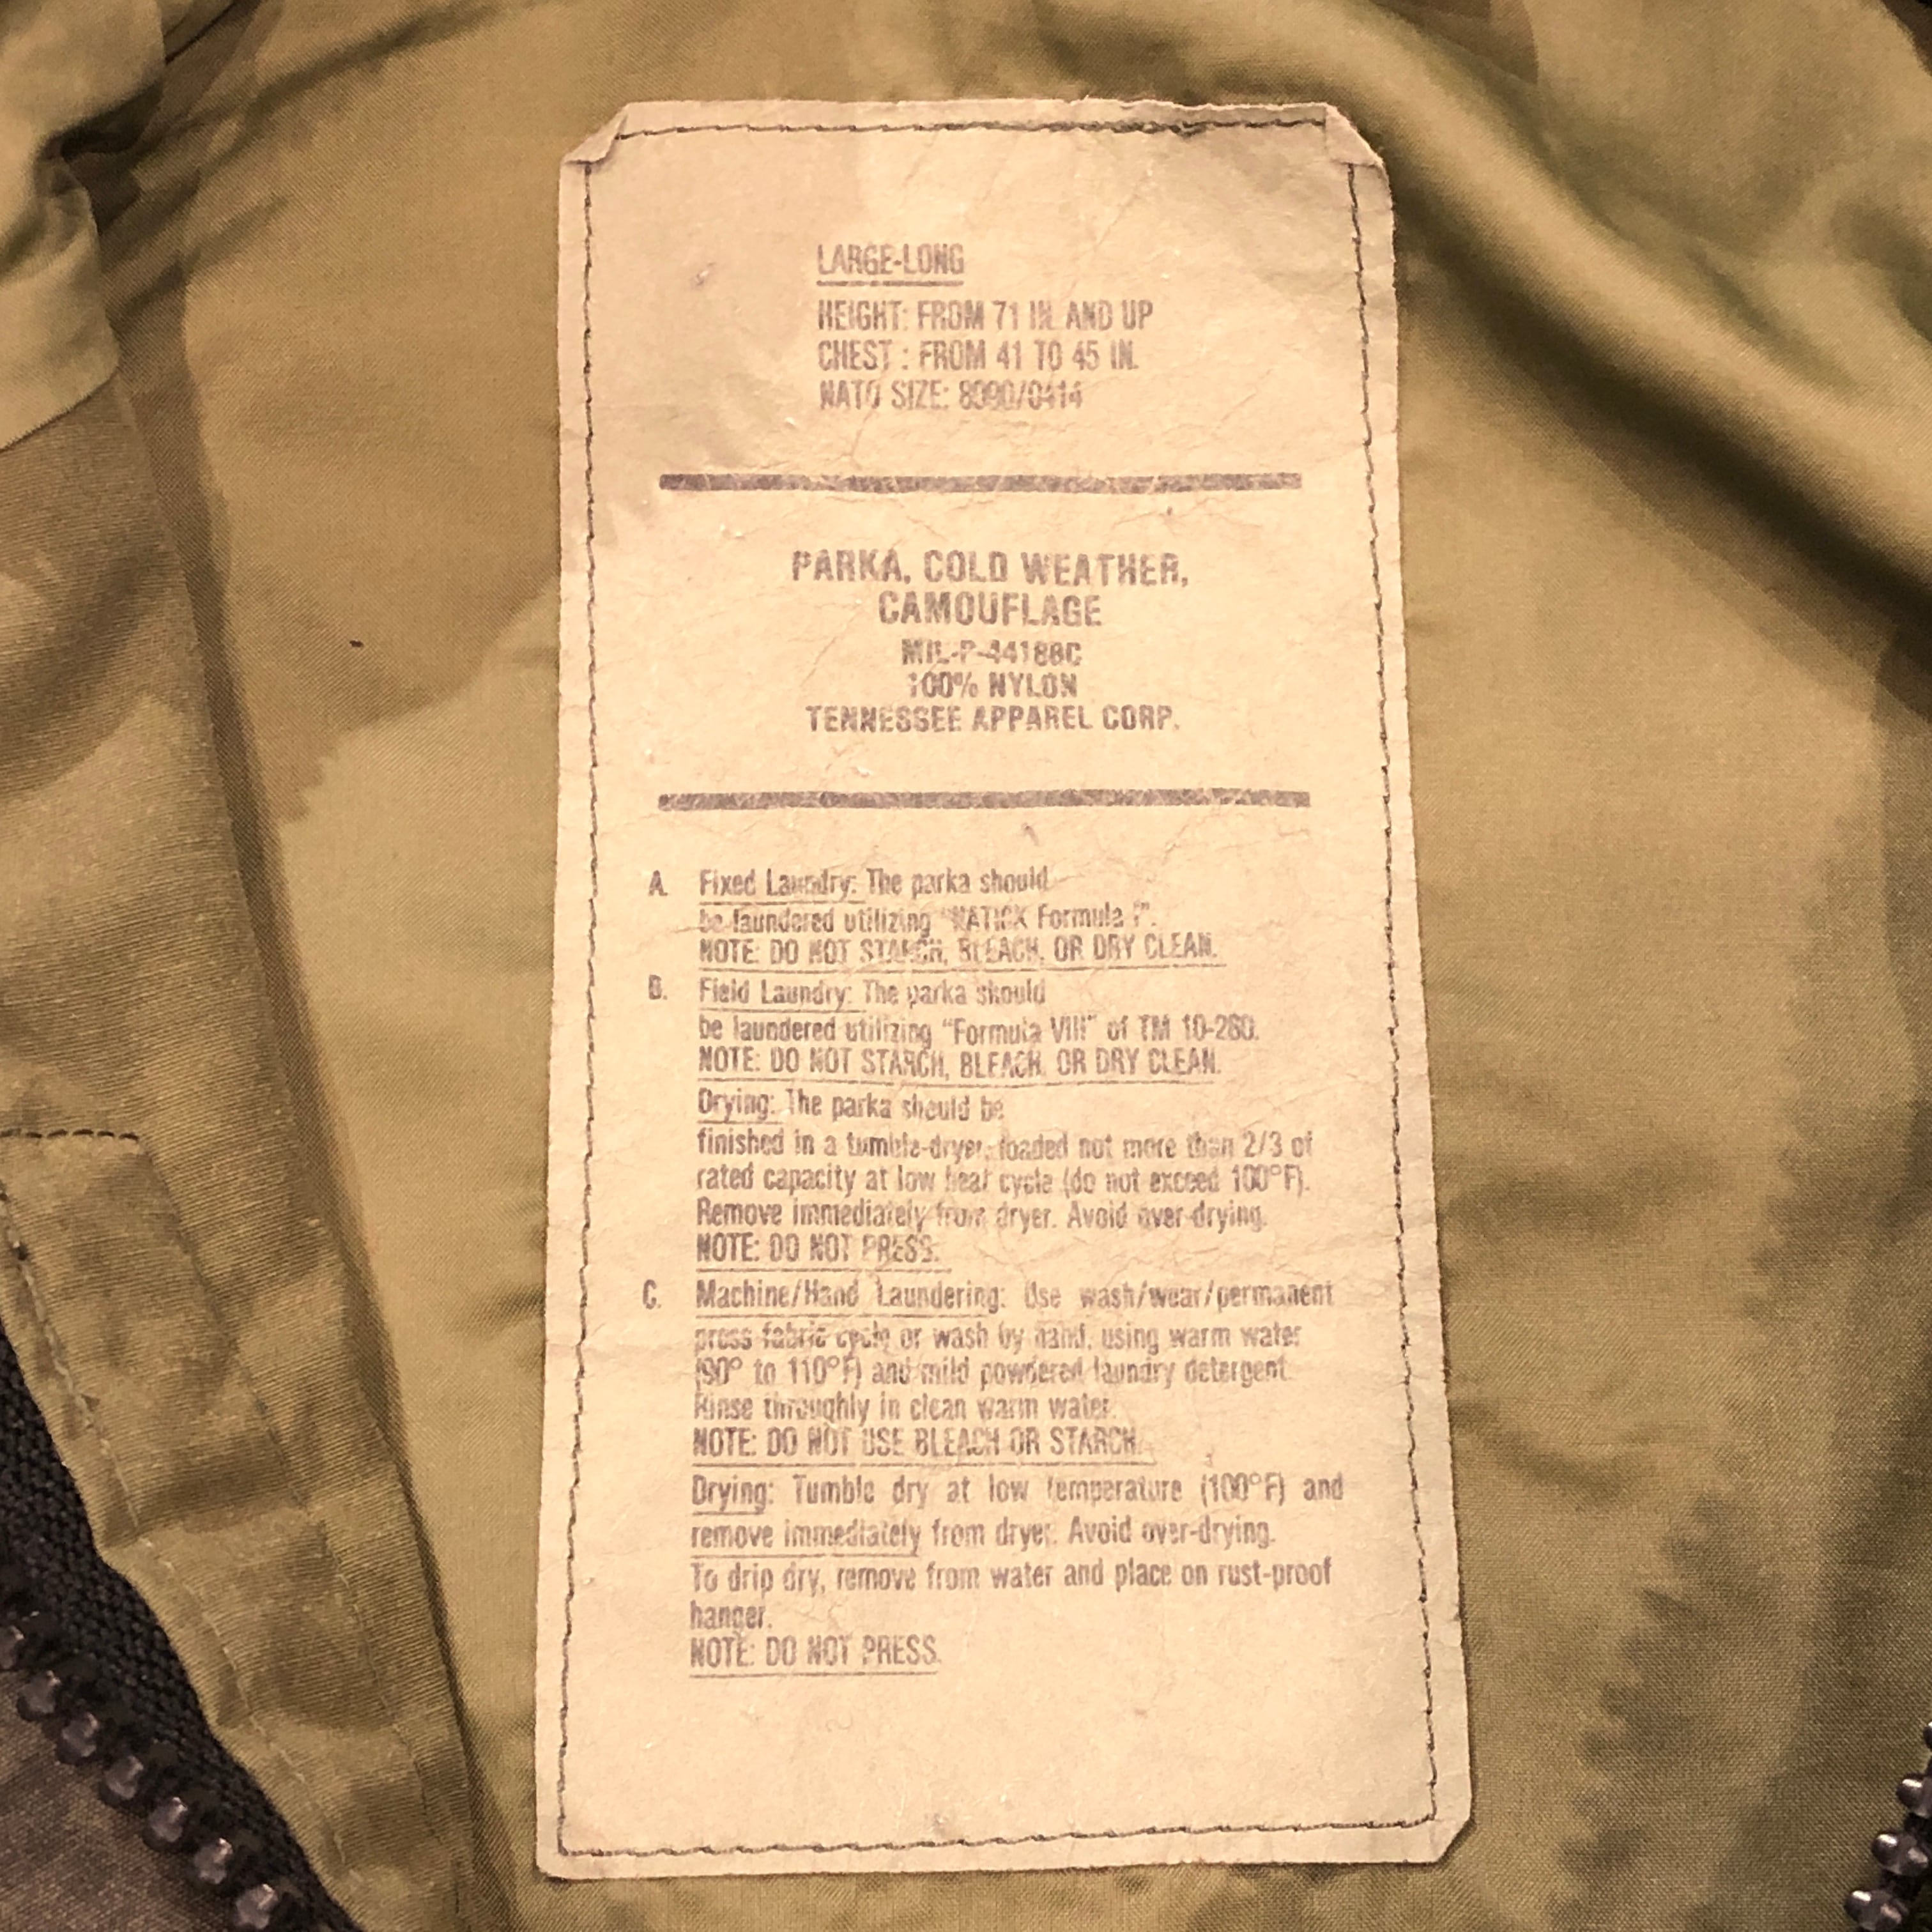 LARGE-LONG
HEIGHT: FROM 71 IN. AND UP
CHEST : FROM 41 TO 45 IN.
NATO SIZE: 8090/0414
PARKA, COLD WEATHER,
CAMOUFLAGE
MIL-P-44188C
100% NYLON
TENNESSEE APPAREL CORP.
A. Fixed Laundry: The parka should
be laundered utilizing "NATICK Formula I".
NOTE: DO NOT STARCH, BLEACH, OR DRY CLEAN.
B. Field Laundry: The parka should
be laundered utilizing "Formula VIII" of TM 10-280.
NOTE: DO NOT STARCH, BLEACH, OR DRY CLEAN.
Drying: The parka should be
finished in a tumble-dryer, loaded not more than 2/3 of
rated capacity at low heat cycle (do not exceed 100°F).
Remove immediately from dryer. Avoid over-drying.
NOTE: DO NOT PRESS.
C. Machine/Hand Laundering: Use wash/wear/permanent
press fabric cycle or wash by hand, using warm water
(90° to 110°F) and mild powdered laundry detergent.
Rinse throughly in clean warm water.
NOTE: DO NOT USE BLEACH OR STARCH.
Drying: Tumble dry at low temperature (100°F) and
remove immediately from dryer. Avoid over-drying.
To drip dry, remove from water and place on rust-proof
hanger.
NOTE: DO NOT PRESS.